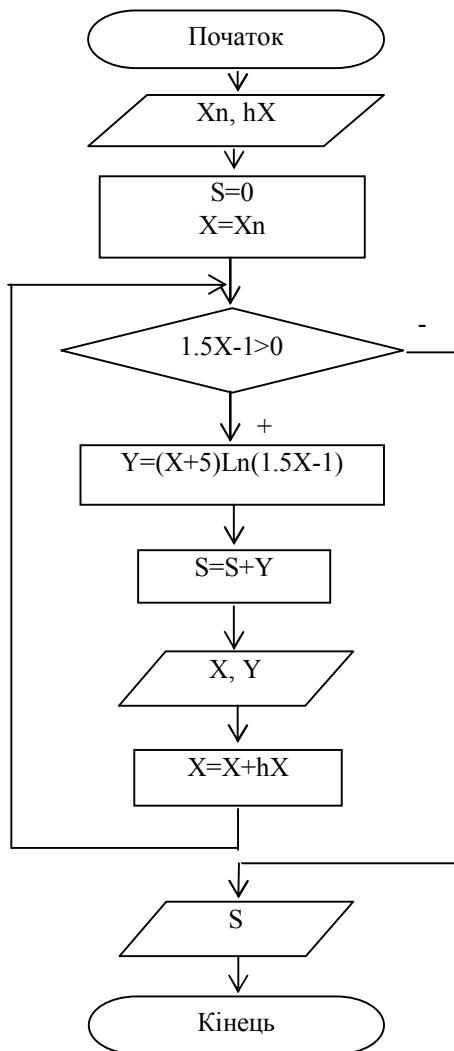 Початок
Xn, hX
S=0
X=Xn
1.5X-1>0
-
+
Y=(X+5)Ln(1.5X-1)
S=S+Y
X, Y
X=X+hX
S
Кінець